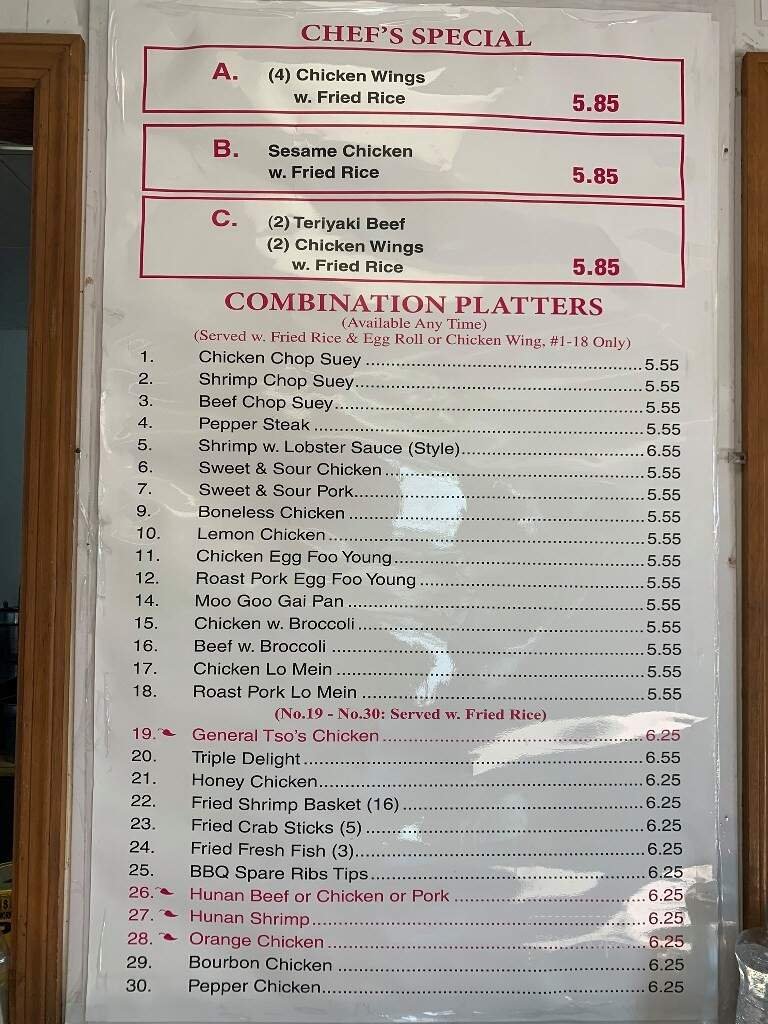 CHEF'S SPECIAL
A. (4) Chicken Wings
w. Fried Rice 5.85
B. Sesame Chicken
w. Fried Rice 5.85
C. (2) Teriyaki Beef
(2) Chicken Wings
w. Fried Rice 5.85
COMBINATION PLATTERS
(Available Any Time)
(Served w. Fried Rice & Egg Roll or Chicken Wing, #1-18 Only)
1. Chicken Chop Suey 5.55
2. Shrimp Chop Suey 5.55
3. Beef Chop Suey 5.55
4. Pepper Steak 5.55
5. Shrimp w. Lobster Sauce (Style) 6.55
6. Sweet & Sour Chicken 5.55
7. Sweet & Sour Pork 5.55
9. Boneless Chicken 5.55
10. Lemon Chicken 5.55
11. Chicken Egg Foo Young 5.55
12. Roast Pork Egg Foo Young 5.55
14. Moo Goo Gai Pan 5.55
15. Chicken w. Broccoli 5.55
16. Beef w. Broccoli 5.55
17. Chicken Lo Mein 5.55
18. Roast Pork Lo Mein 5.55
(No.19 - No.30: Served w. Fried Rice)
19. General Tso's Chicken 6.25
20. Triple Delight 6.55
21. Honey Chicken 6.25
22. Fried Shrimp Basket (16) 6.25
23. Fried Crab Sticks (5) 6.25
24. Fried Fresh Fish (3) 6.25
25. BBQ Spare Ribs Tips 6.25
26. Hunan Beef or Chicken or Pork 6.25
27. Hunan Shrimp 6.25
28. Orange Chicken 6.25
29. Bourbon Chicken 6.25
30. Pepper Chicken 6.25